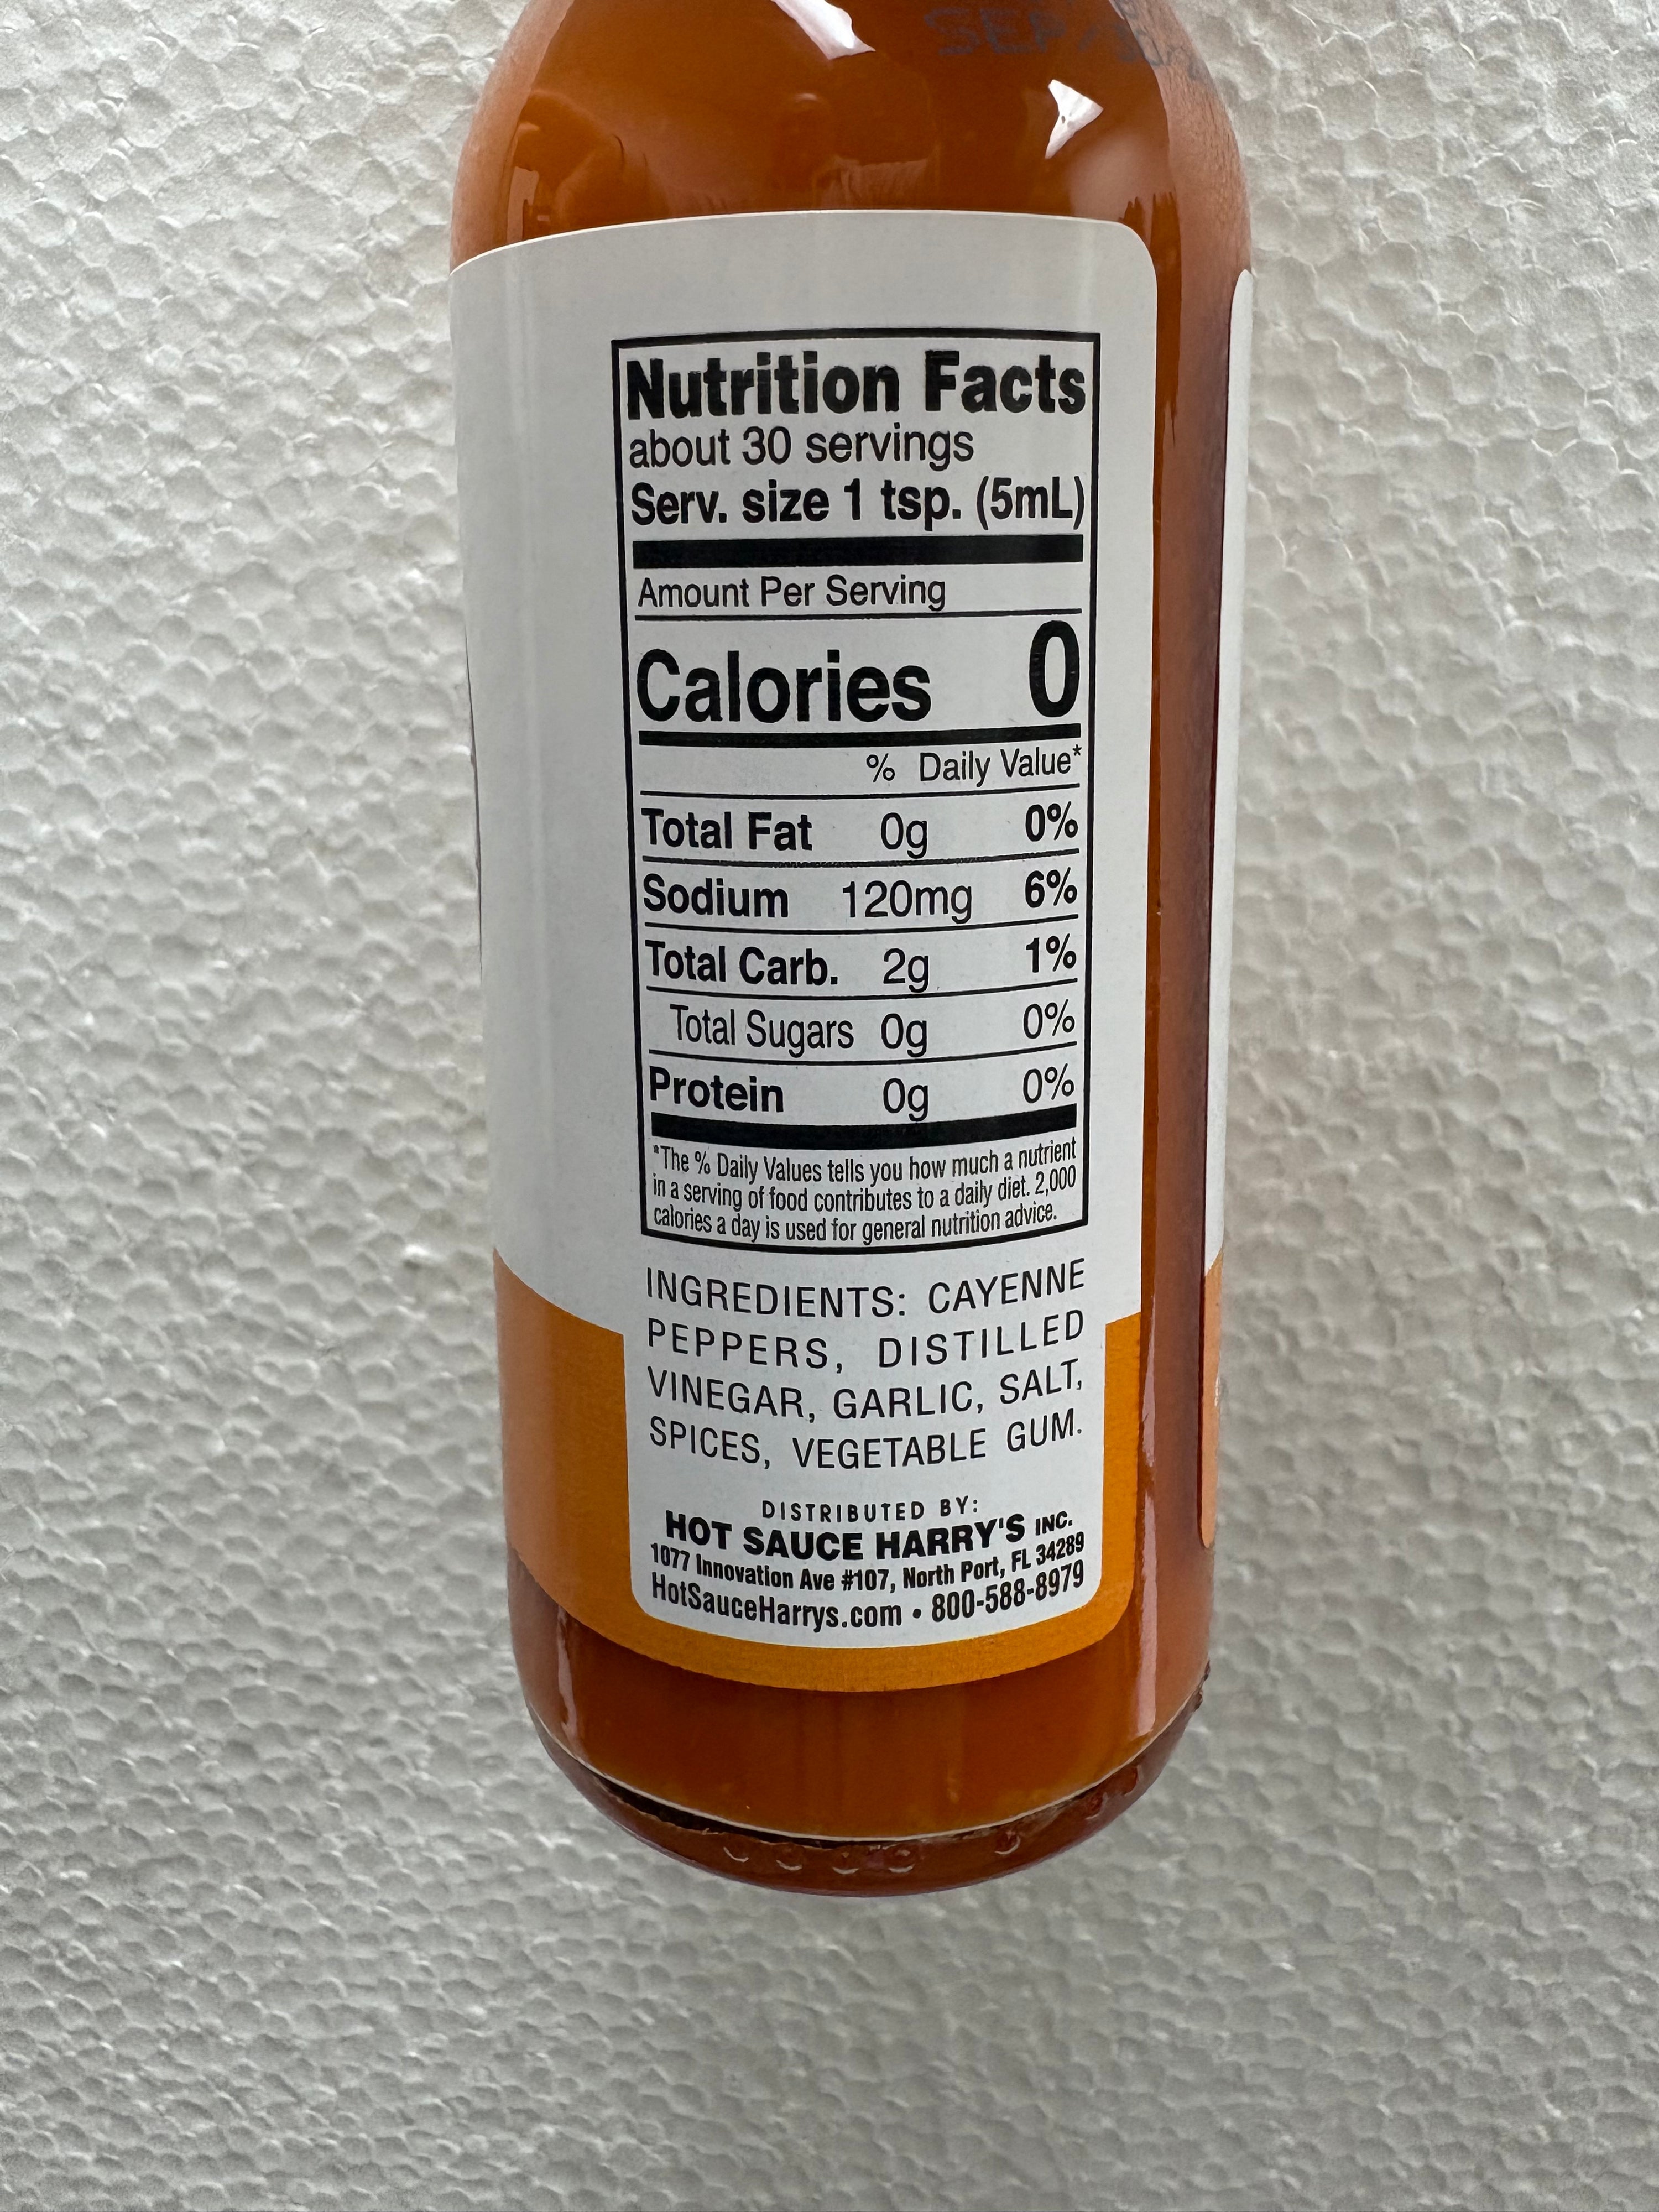 SEP/
Nutrition Facts
about 30 servings
Serv. size 1 tsp. (5mL)
Amount Per Serving
Calories 0
% Daily Value*
Total Fat 0g 0%
Sodium 120mg 6%
Total Carb. 2g 1%
Total Sugars 0g 0%
Protein 0g 0%
*The % Daily Values tells you how much a nutrient
in a serving of food contributes to a daily diet. 2,000
calories a day is used for general nutrition advice.
INGREDIENTS: CAYENNE
PEPPERS, DISTILLED
VINEGAR, GARLIC, SALT,
SPICES, VEGETABLE GUM.
DISTRIBUTED BY:
HOT SAUCE HARRY'S INC.
1077 Innovation Ave #107, North Port, FL 34289
HotSauceHarrys.com • 800-588-8979